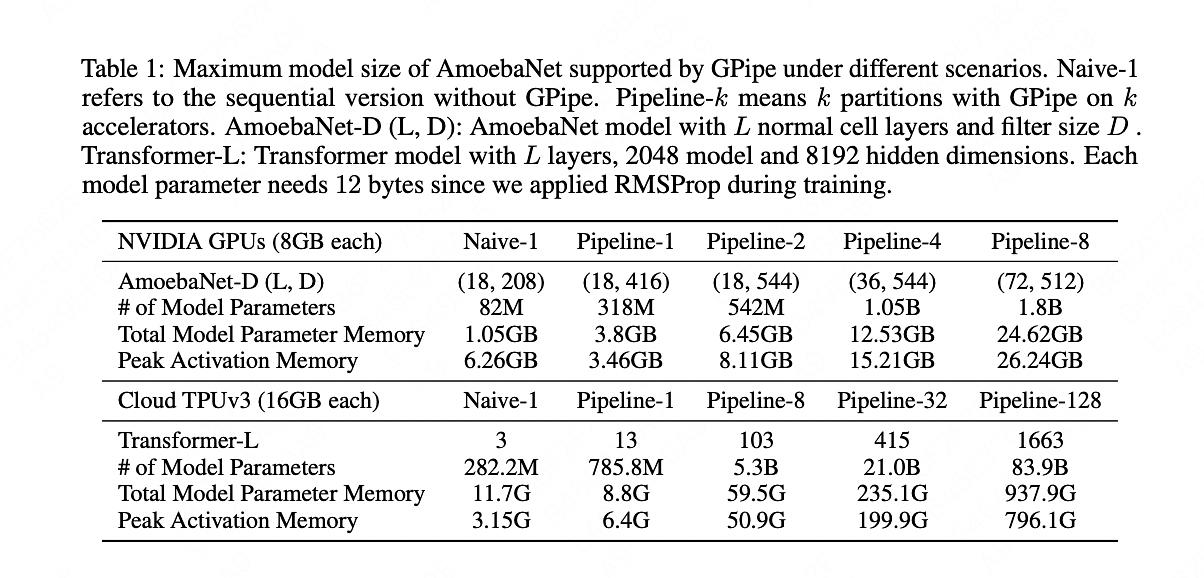 Table 1: Maximum model size of AmoebaNet supported by GPipe under different scenarios. Naive-1
refers to the sequential version without GPipe. Pipeline-k means k partitions with GPipe on k
accelerators. AmoebaNet-D (L, D): AmoebaNet model with L normal cell layers and filter size D .
Transformer-L: Transformer model with L layers, 2048 model and 8192 hidden dimensions. Each
model parameter needs 12 bytes since we applied RMSProp during training.
NVIDIA GPUs (8GB each) Naive-1 Pipeline-1 Pipeline-2 Pipeline-4 Pipeline-8
AmoebaNet-D (L, D) (18, 208) (18, 416) (18, 544) (36, 544) (72, 512)
# of Model Parameters 82M 318M 542M 1.05B 1.8B
Total Model Parameter Memory 1.05GB 3.8GB 6.45GB 12.53GB 24.62GB
Peak Activation Memory 6.26GB 3.46GB 8.11GB 15.21GB 26.24GB
Cloud TPUv3 (16GB each) Naive-1 Pipeline-1 Pipeline-8 Pipeline-32 Pipeline-128
Transformer-L 3 13 103 415 1663
# of Model Parameters 282.2M 785.8M 5.3B 21.0B 83.9B
Total Model Parameter Memory 11.7G 8.8G 59.5G 235.1G 937.9G
Peak Activation Memory 3.15G 6.4G 50.9G 199.9G 796.1G